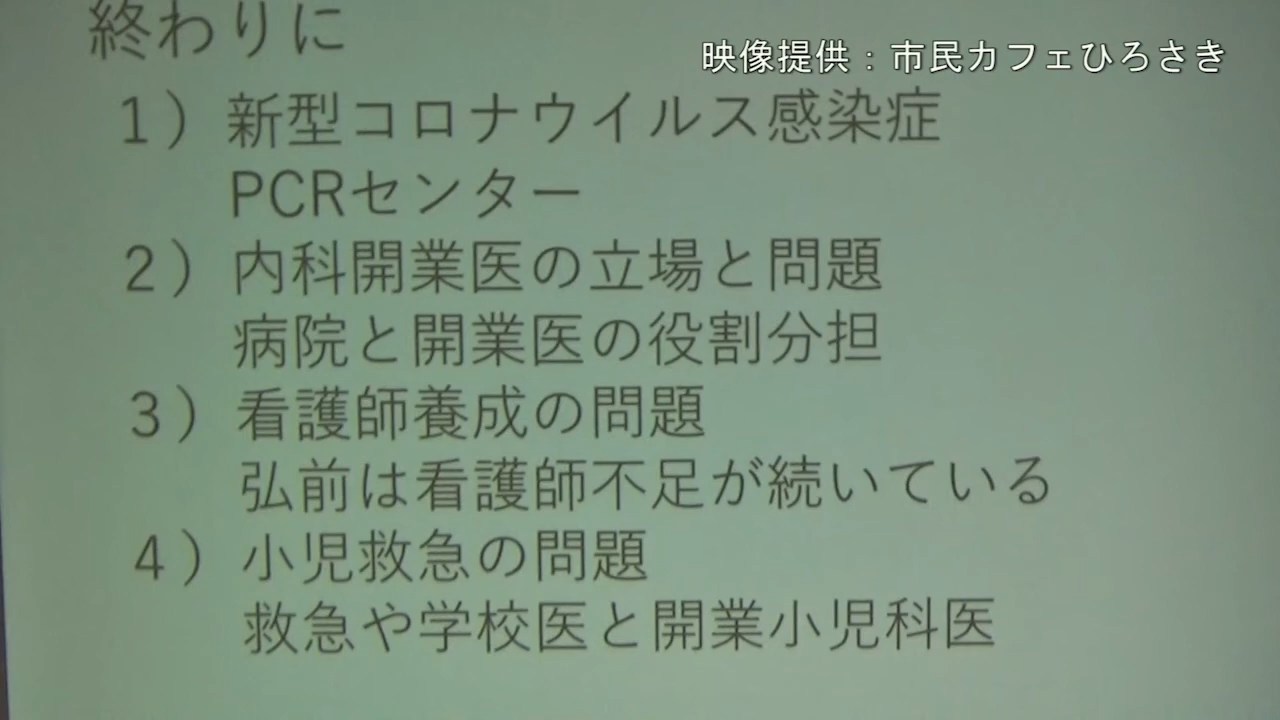 終わりに
映像提供：市民カフェひろさき
１）新型コロナウイルス感染症
PCRセンター
２）内科開業医の立場と問題
病院と開業医の役割分担
３）看護師養成の問題
弘前は看護師不足が続いている
４）小児救急の問題
救急や学校医と開業小児科医